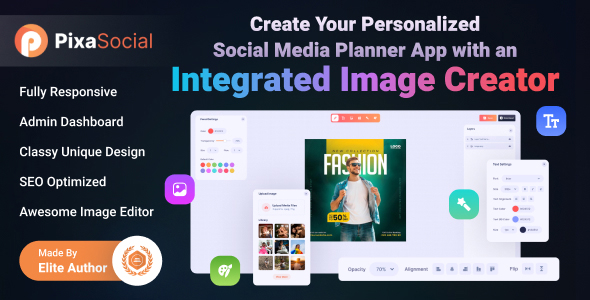 PixaSocial
Create Your Personalized
Social Media Planner App with an
Integrated Image Creator
Fully Responsive
Admin Dashboard
Classy Unique Design
SEO Optimized
Awesome Image Editor
Made By
Elite Author
NEW COLLECTION
FASHION
LOGO
50%
Upload Image
Upload Media Files
Layers
Text Settings
Tt
Opacity
70%
Alignment
Flip